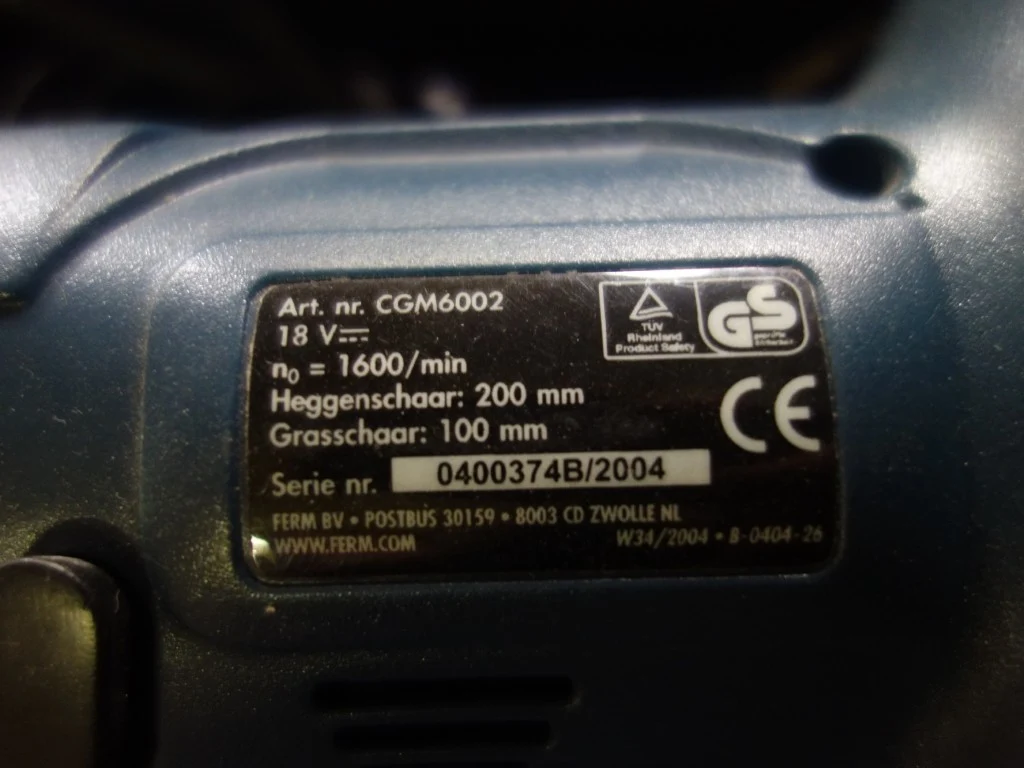 Art. nr. CGM6002
18 V
n0 = 1600/min
Heggenschaar: 200 mm
Grasschaar: 100 mm
Serie nr. 0400374B/2004
FERM BV • POSTBUS 30159 • 8003 CD ZWOLLE NL
WWW.FERM.COM
W34/2004 • B-0404-26
TÜV
Rheinland
Product Safety
GS
geprüfte
Sicherheit
CE